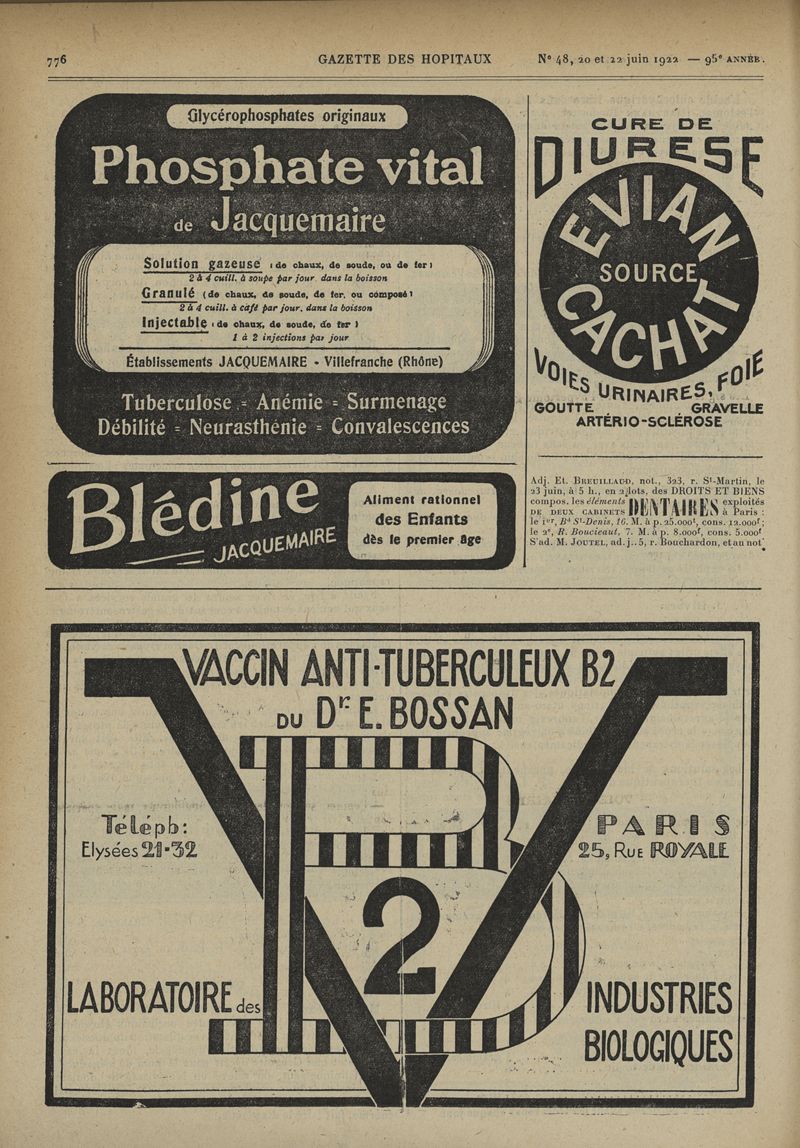 776
GAZETTE DES HOPITAUX
N° 48, 20 et 22 juin 1922 — 95e ANNÉE.
Glycérophosphates originaux
Phosphate vital
de Jacquemaire
Solution gazeuse (de chaux, de soude, ou de fer)
2 à 4 cuill. à soupe par jour dans la boisson
Granulé (de chaux, de soude, de fer, ou composé)
2 à 4 cuill. à café par jour, dans la boisson
Injectable (de chaux, de soude, de fer)
1 à 2 injections par jour
Établissements JACQUEMAIRE - Villefranche (Rhône)
Tuberculose = Anémie = Surmenage
Débilité = Neurasthénie = Convalescences
Blédine
JACQUEMAIRE
Aliment rationnel
des Enfants
dès le premier âge
CURE DE
DIURESE
EVIAN
SOURCE
CACHAT
VOIES URINAIRES, FOIE
GOUTTE GRAVELLE
ARTÉRIO-SCLÉROSE
Adj. Et. BREUILLAUD, not., 323, r. St-Martin, le
23 juin, à 5 h., en 2 lots, des DROITS ET BIENS
compos. les éléments DENTAIRES exploités
DE DEUX CABINETS à Paris :
le 1er, Bd St-Denis, 16. M. à p. 25.000f, cons. 12.000f;
le 2e, R. Boucicaut, 7. M. à p. 8.000f, cons. 5.000f
S'ad. M. JOUTEL, ad. j.. 5, r. Bouchardon, et au not.
VACCIN ANTI-TUBERCULEUX B2
DU Dr E. BOSSAN
Téléph:
Elysées 21-32
PARIS
25, RUE ROYALE
B
2
LABORATOIRE des
INDUSTRIES
BIOLOGIQUES